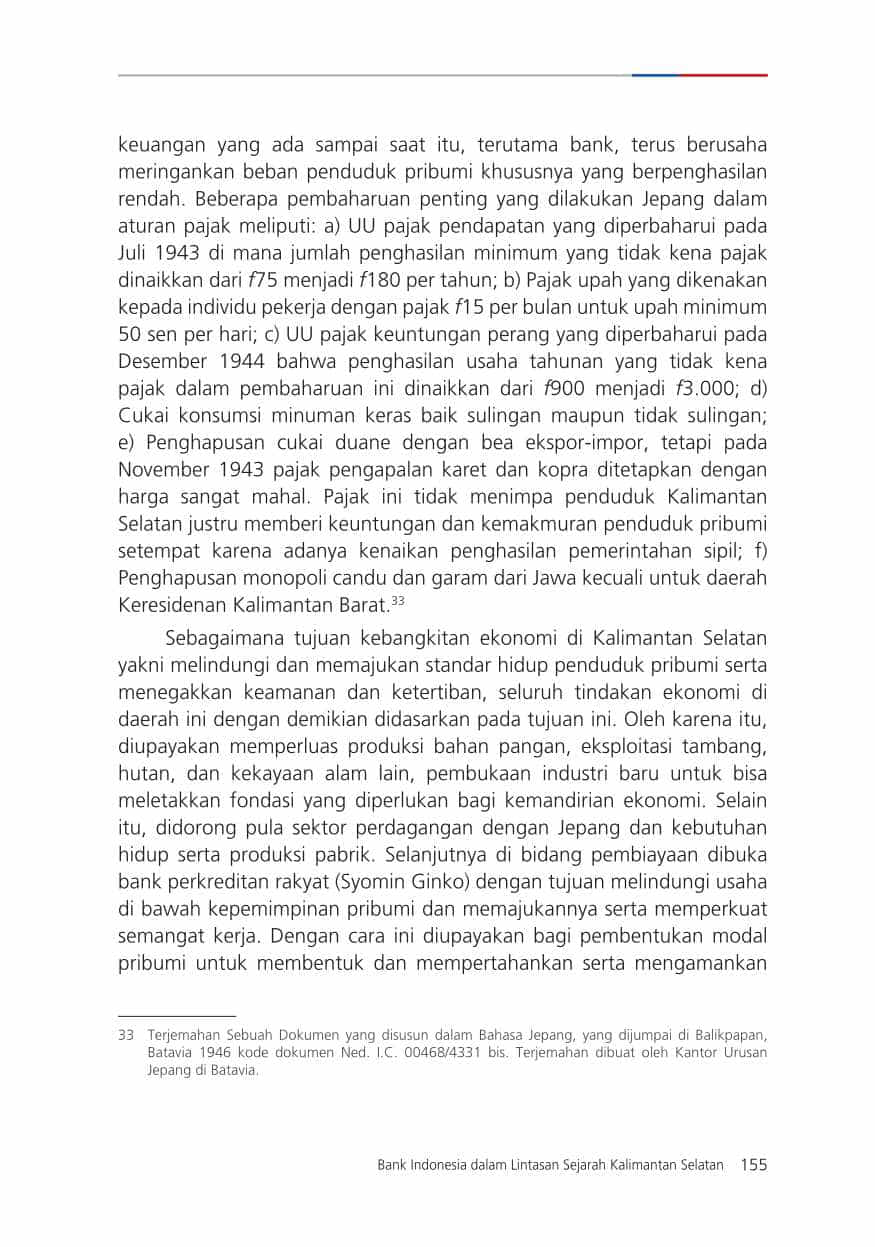 keuangan yang ada sampai saat itu, terutama bank, terus berusaha
meringankan beban penduduk pribumi khususnya yang berpenghasilan
rendah. Beberapa pembaharuan penting yang dilakukan Jepang dalam
aturan pajak meliputi: a) UU pajak pendapatan yang diperbaharui pada
Juli 1943 di mana jumlah penghasilan minimum yang tidak kena pajak
dinaikkan dari f75 menjadi f180 per tahun; b) Pajak upah yang dikenakan
kepada individu pekerja dengan pajak f15 per bulan untuk upah minimum
50 sen per hari; c) UU pajak keuntungan perang yang diperbaharui pada
Desember 1944 bahwa penghasilan usaha tahunan yang tidak kena
pajak dalam pembaharuan ini dinaikkan dari f900 menjadi f3.000; d)
Cukai konsumsi minuman keras baik sulingan maupun tidak sulingan;
e) Penghapusan cukai duane dengan bea ekspor-impor, tetapi pada
November 1943 pajak pengapalan karet dan kopra ditetapkan dengan
harga sangat mahal. Pajak ini tidak menimpa penduduk Kalimantan
Selatan justru memberi keuntungan dan kemakmuran penduduk pribumi
setempat karena adanya kenaikan penghasilan pemerintahan sipil; f)
Penghapusan monopoli candu dan garam dari Jawa kecuali untuk daerah
Keresidenan Kalimantan Barat.33
Sebagaimana tujuan kebangkitan ekonomi di Kalimantan Selatan
yakni melindungi dan memajukan standar hidup penduduk pribumi serta
menegakkan keamanan dan ketertiban, seluruh tindakan ekonomi di
daerah ini dengan demikian didasarkan pada tujuan ini. Oleh karena itu,
diupayakan memperluas produksi bahan pangan, eksploitasi tambang,
hutan, dan kekayaan alam lain, pembukaan industri baru untuk bisa
meletakkan fondasi yang diperlukan bagi kemandirian ekonomi. Selain
itu, didorong pula sektor perdagangan dengan Jepang dan kebutuhan
hidup serta produksi pabrik. Selanjutnya di bidang pembiayaan dibuka
bank perkreditan rakyat (Syomin Ginko) dengan tujuan melindungi usaha
di bawah kepemimpinan pribumi dan memajukannya serta memperkuat
semangat kerja. Dengan cara ini diupayakan bagi pembentukan modal
pribumi untuk membentuk dan mempertahankan serta mengamankan
33 Terjemahan Sebuah Dokumen yang disusun dalam Bahasa Jepang, yang dijumpai di Balikpapan,
Batavia 1946 kode dokumen Ned. I.C. 00468/4331 bis. Terjemahan dibuat oleh Kantor Urusan
Jepang di Batavia.
Bank Indonesia dalam Lintasan Sejarah Kalimantan Selatan 155